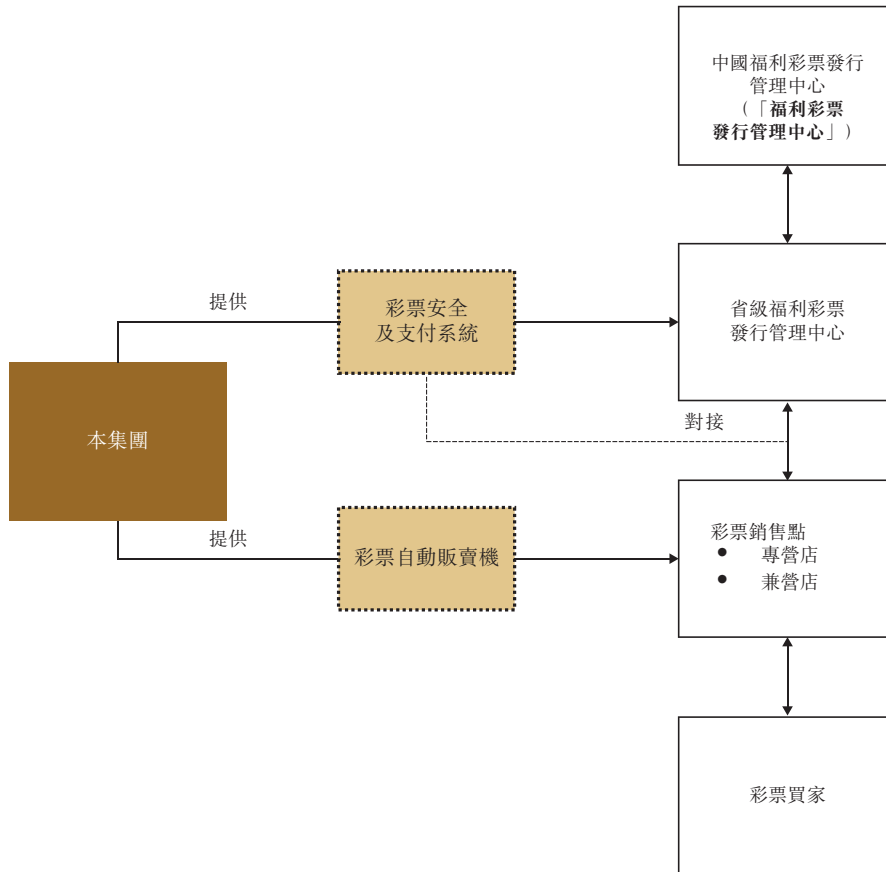 中國福利彩票發行
管理中心
（「福利彩票
發行管理中心」）
提供
彩票安全
及支付系統
省級福利彩票
發行管理中心
本集團
對接
提供
彩票自動販賣機
彩票銷售點
● 專營店
● 兼營店
彩票買家